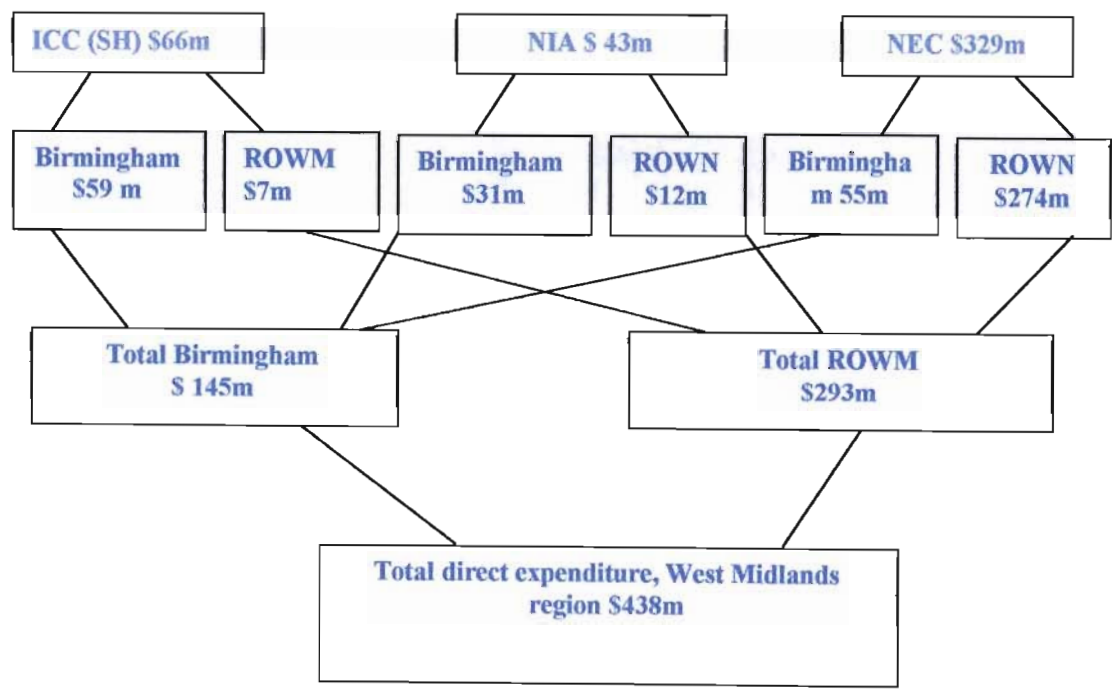 ICC (SH) $66m
NIA $ 43m
NEC $329m
Birmingham
$59 m
ROWM
$7m
Birmingham
$31m
ROWN
$12m
Birmingha
m 55m
ROWN
$274m
Total Birmingham
$ 145m
Total ROWM
$293m
Total direct expenditure, West Midlands
region $438m